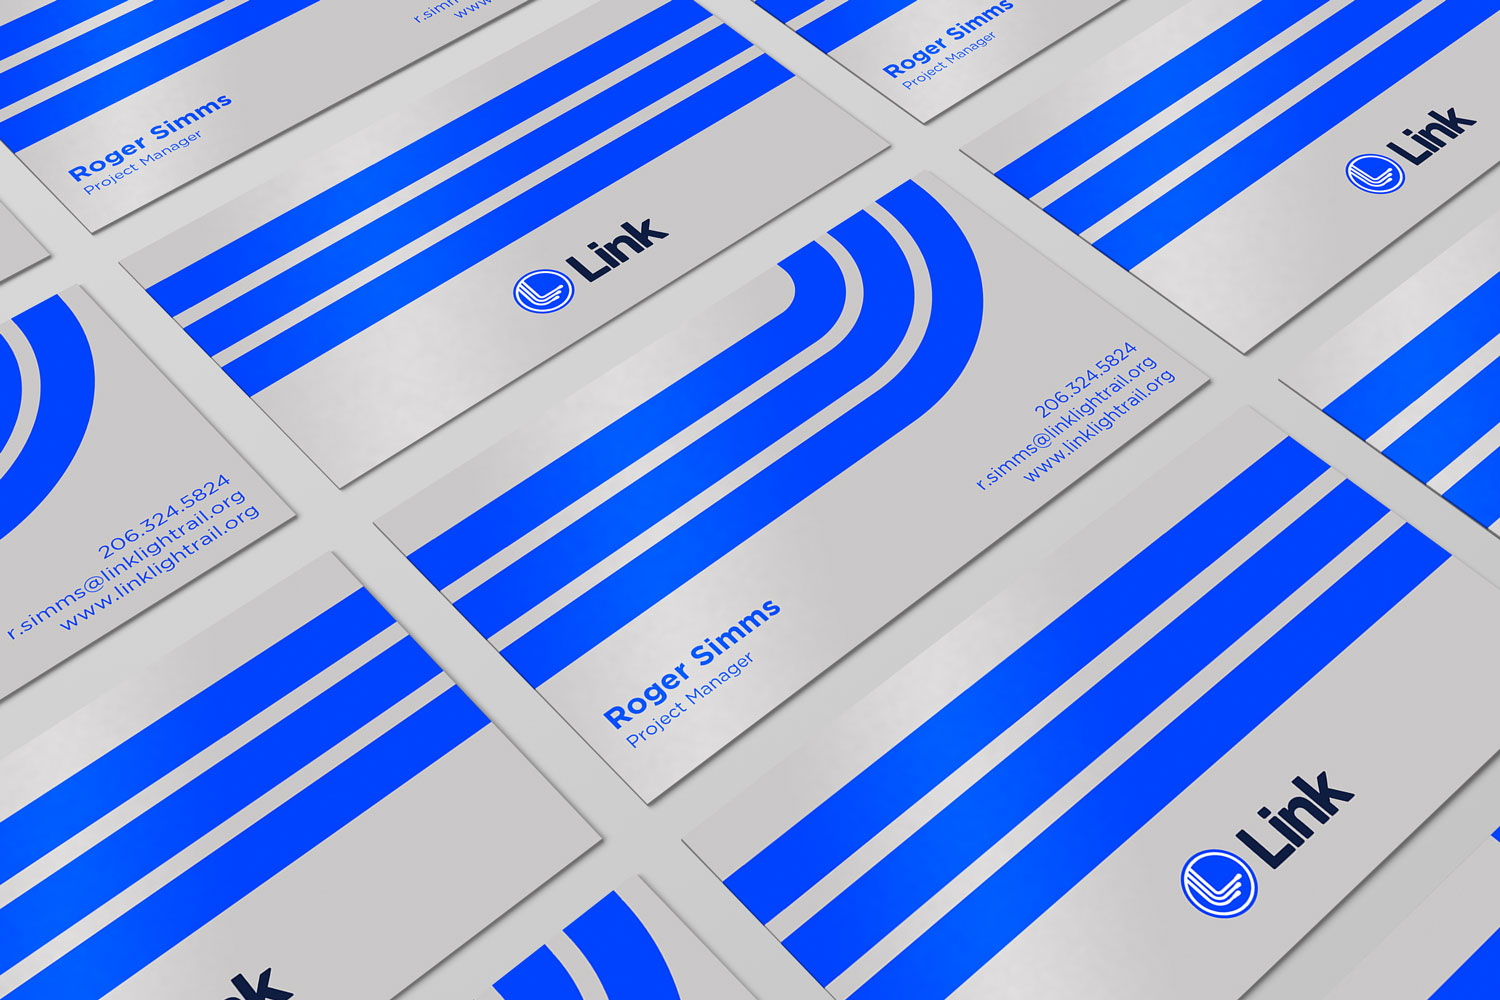 r.simm
www.
Roger Simms
Project Manager
Roger Simms
Project Manager
Link
Link
206.324.5824
r.simms@linklightrail.org
www.linklightrail.org
206.324.5824
r.simms@linklightrail.org
www.linklightrail.org
Roger Simms
Project Manager
Link
nk